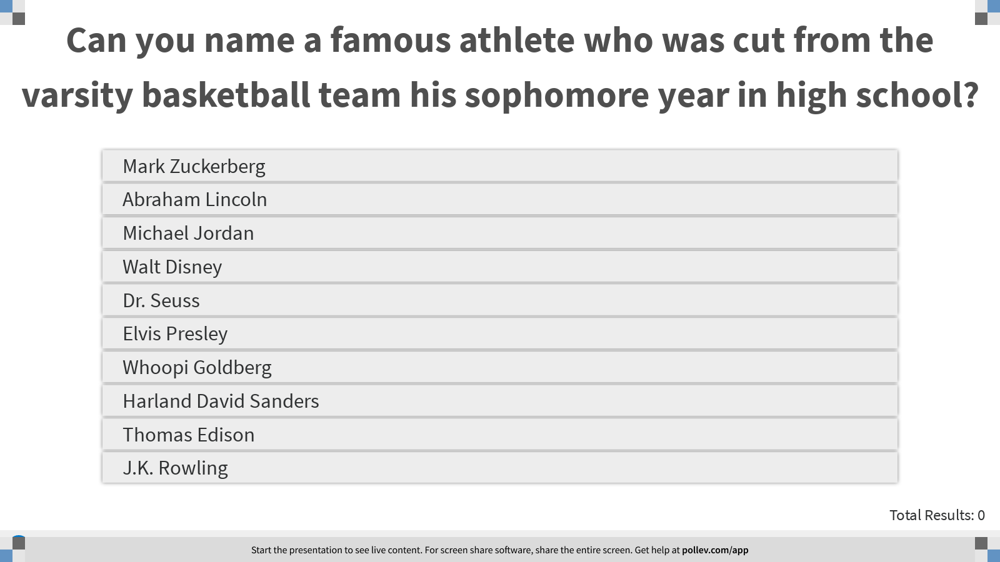 Can you name a famous athlete who was cut from the
varsity basketball team his sophomore year in high school?
Mark Zuckerberg
Abraham Lincoln
Michael Jordan
Walt Disney
Dr. Seuss
Elvis Presley
Whoopi Goldberg
Harland David Sanders
Thomas Edison
J.K. Rowling
Total Results: 0
Start the presentation to see live content. For screen share software, share the entire screen. Get help at pollev.com/app